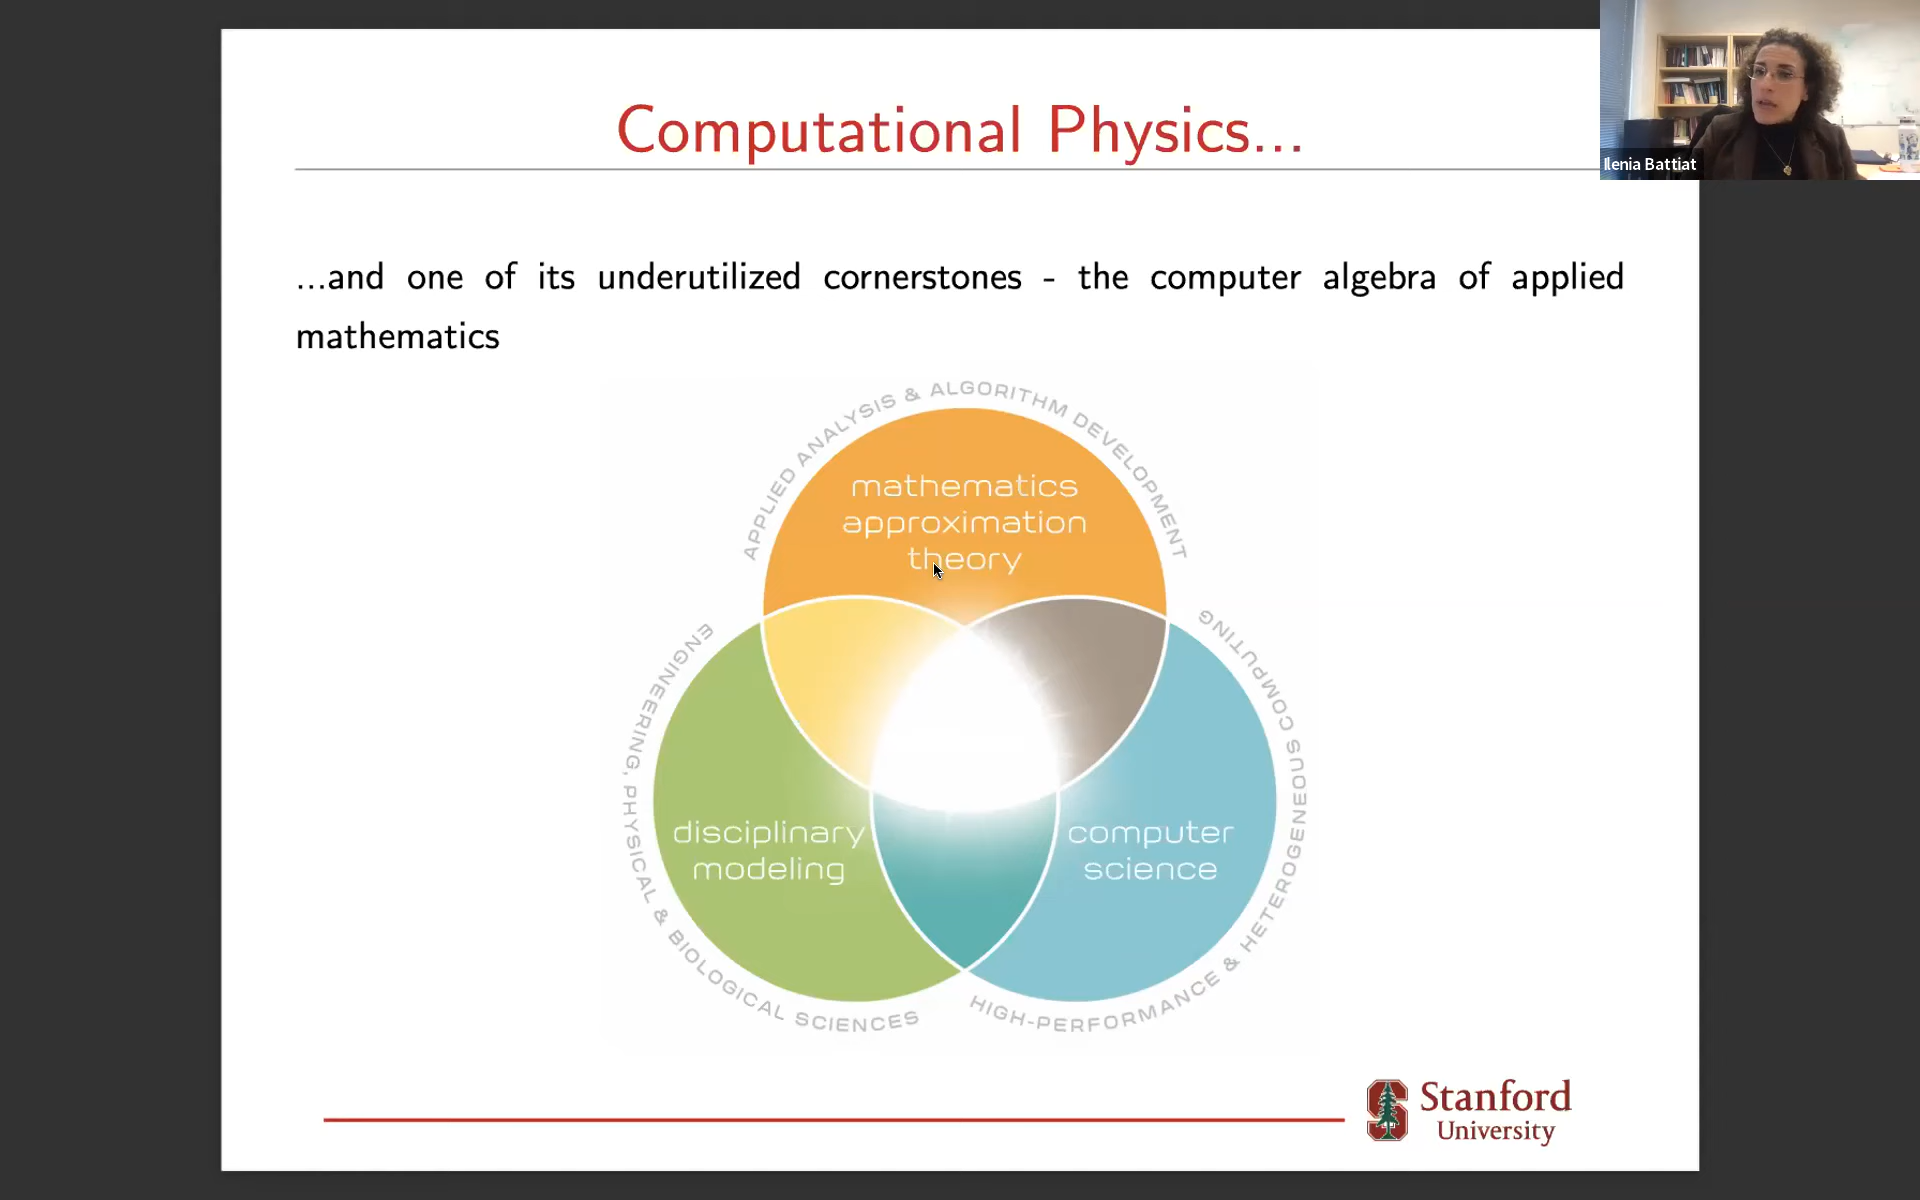 Computational Physics...
Ilenia Battiat
...and one of its underutilized cornerstones - the computer algebra of applied
mathematics
APPLIED ANALYSIS & ALGORITHM DEVELOPMENT
mathematics
approximation
theory
ENGINEERING, PHYSICAL & BIOLOGICAL SCIENCES
disciplinary
modeling
HIGH-PERFORMANCE & HETEROGENEOUS COMPUTING
computer
science
Stanford
University